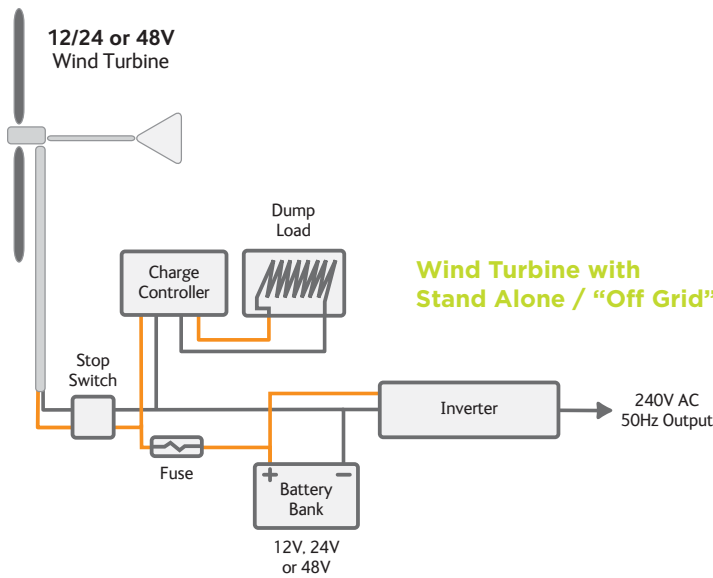 12/24 or 48V
Wind Turbine
Dump
Load
Charge
Controller
Wind Turbine with
Stand Alone / “Off Grid”
Stop
Switch
Inverter
240V AC
50Hz Output
Fuse
+ −
Battery
Bank
12V, 24V
or 48V